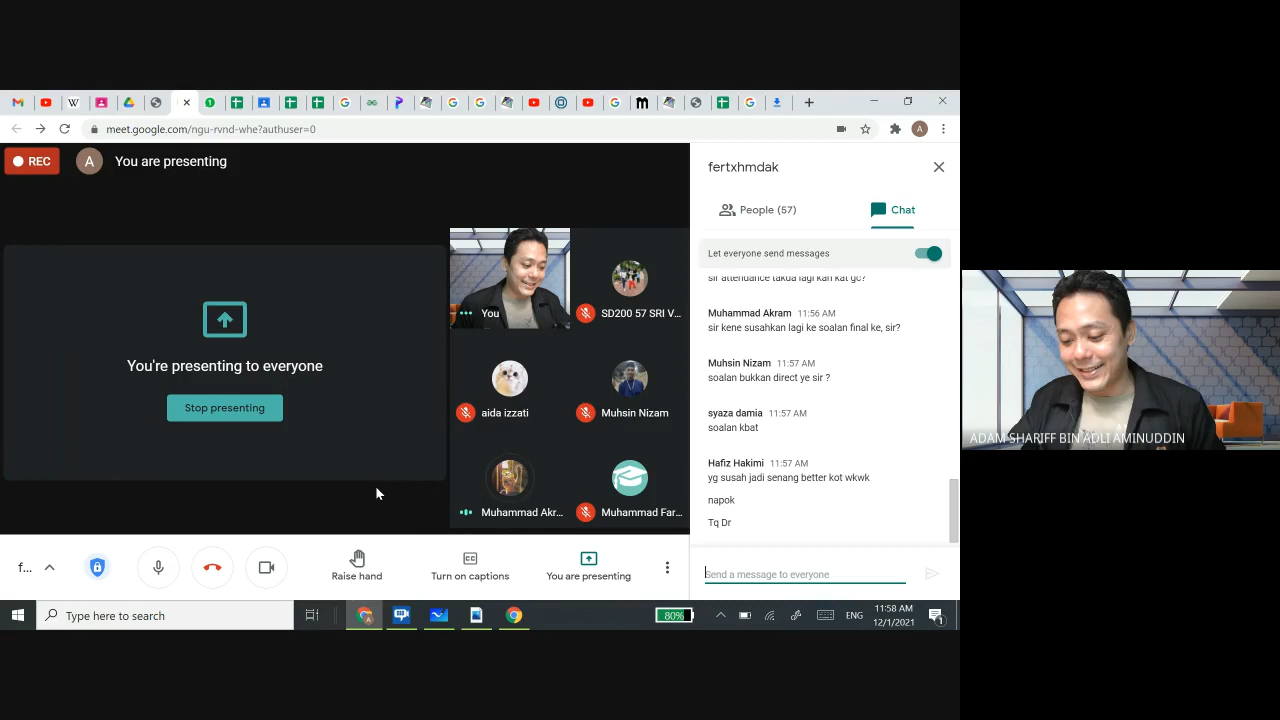 meet.google.com/ngu-rvnd-whe?authuser=0
A
REC
A
You are presenting
fertxhmdak
People (57)
Chat
Let everyone send messages
sir attendance takda lagi kan kat gc?
Muhammad Akram 11:56 AM
sir kene susahkan lagi ke soalan final ke, sir?
Muhsin Nizam 11:57 AM
soalan bukkan direct ye sir ?
syaza damia 11:57 AM
soalan kbat
Hafiz Hakimi 11:57 AM
yg susah jadi senang better kot wkwk
napok
Tq Dr
Send a message to everyone
You're presenting to everyone
Stop presenting
You
SD200 57 SRI V...
aida izzati
Muhsin Nizam
Muhammad Akr...
Muhammad Far...
f...
Raise hand
CC
Turn on captions
You are presenting
Type here to search
80%
ENG
11:58 AM
12/1/2021
1
ADAM SHARIFF BIN ADLI AMINUDDIN